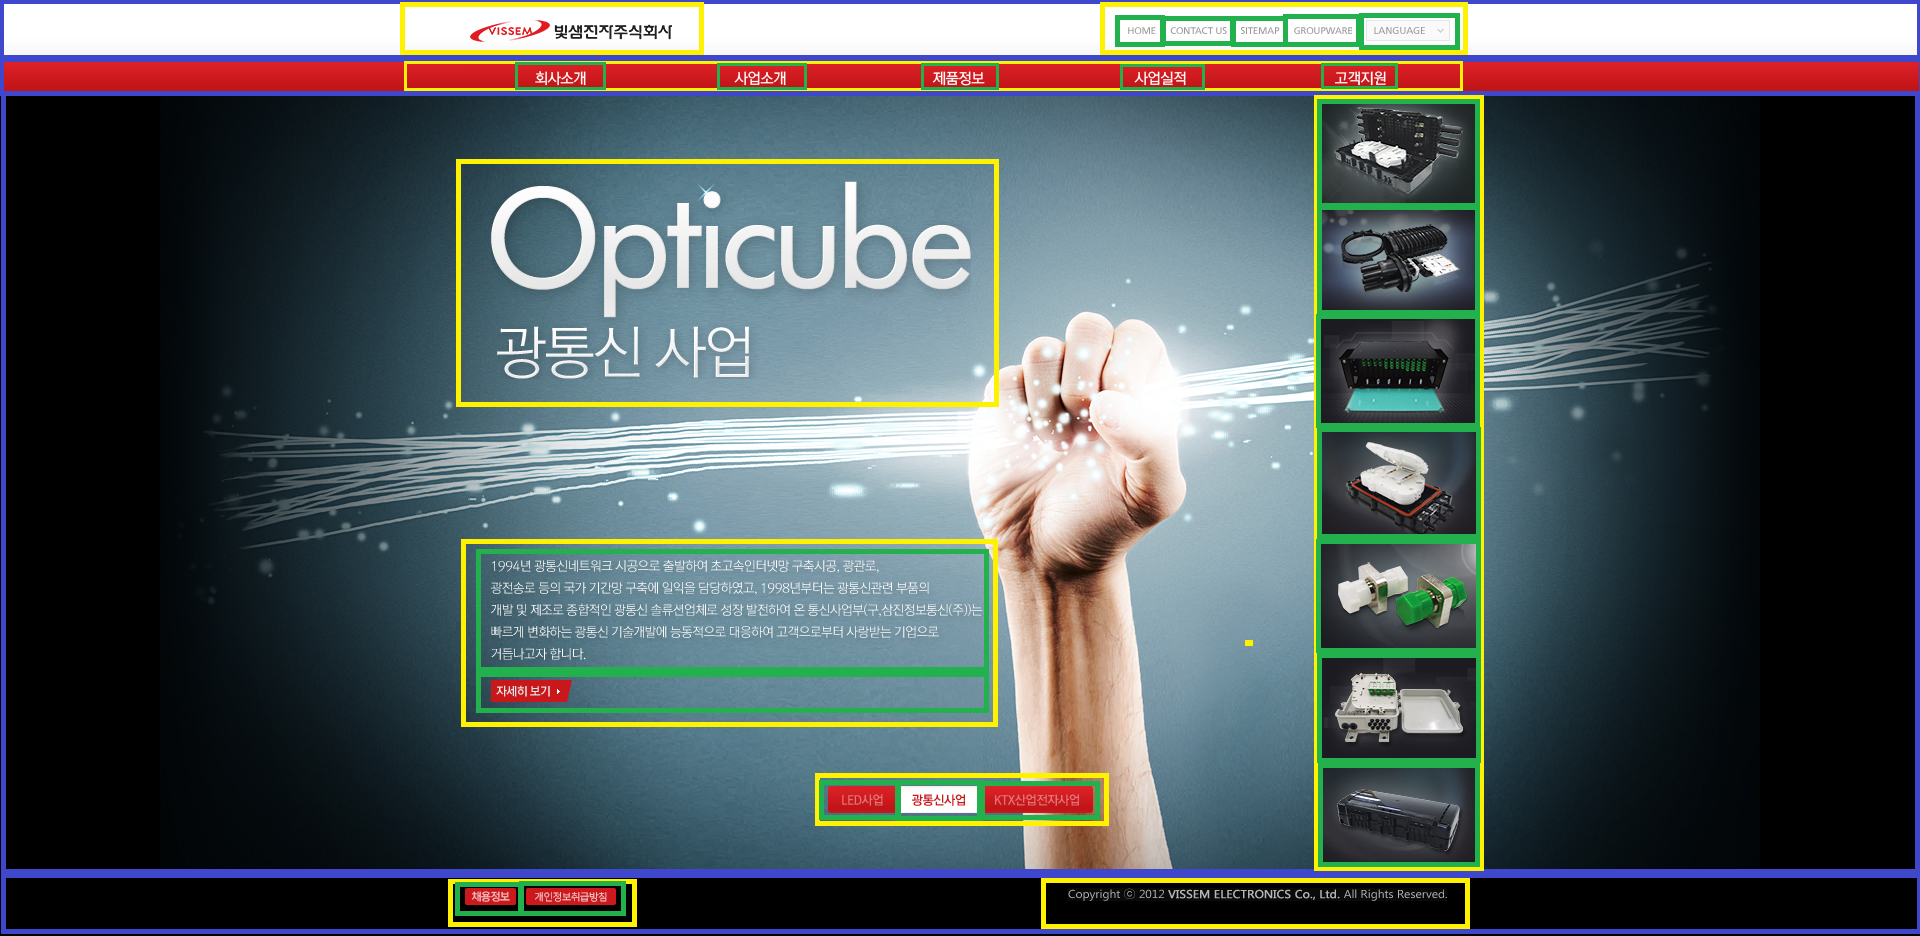 VISSEM 빛샘전자주식회사
HOME CONTACT US SITEMAP GROUPWARE LANGUAGE
회사소개 사업소개 제품정보 사업실적 고객지원
Opticube
광통신 사업
1994년 광통신네트워크 시공으로 출발하여 초고속인터넷망 구축시공, 광관로,
광전송로 등의 국가 기간망 구축에 일익을 담당하였고, 1998년부터는 광통신관련 부품의
개발 및 제조로 종합적인 광통신 솔류션업체로 성장 발전하여 온 통신사업부(구,삼진정보통신(주))는
빠르게 변화하는 광통신 기술개발에 능동적으로 대응하여 고객으로부터 사랑받는 기업으로
거듭나고자 합니다.
자세히 보기
LED사업 광통신사업 KTX산업전자사업
채용정보 개인정보취급방침
Copyright ⓒ 2012 VISSEM ELECTRONICS Co., Ltd. All Rights Reserved.